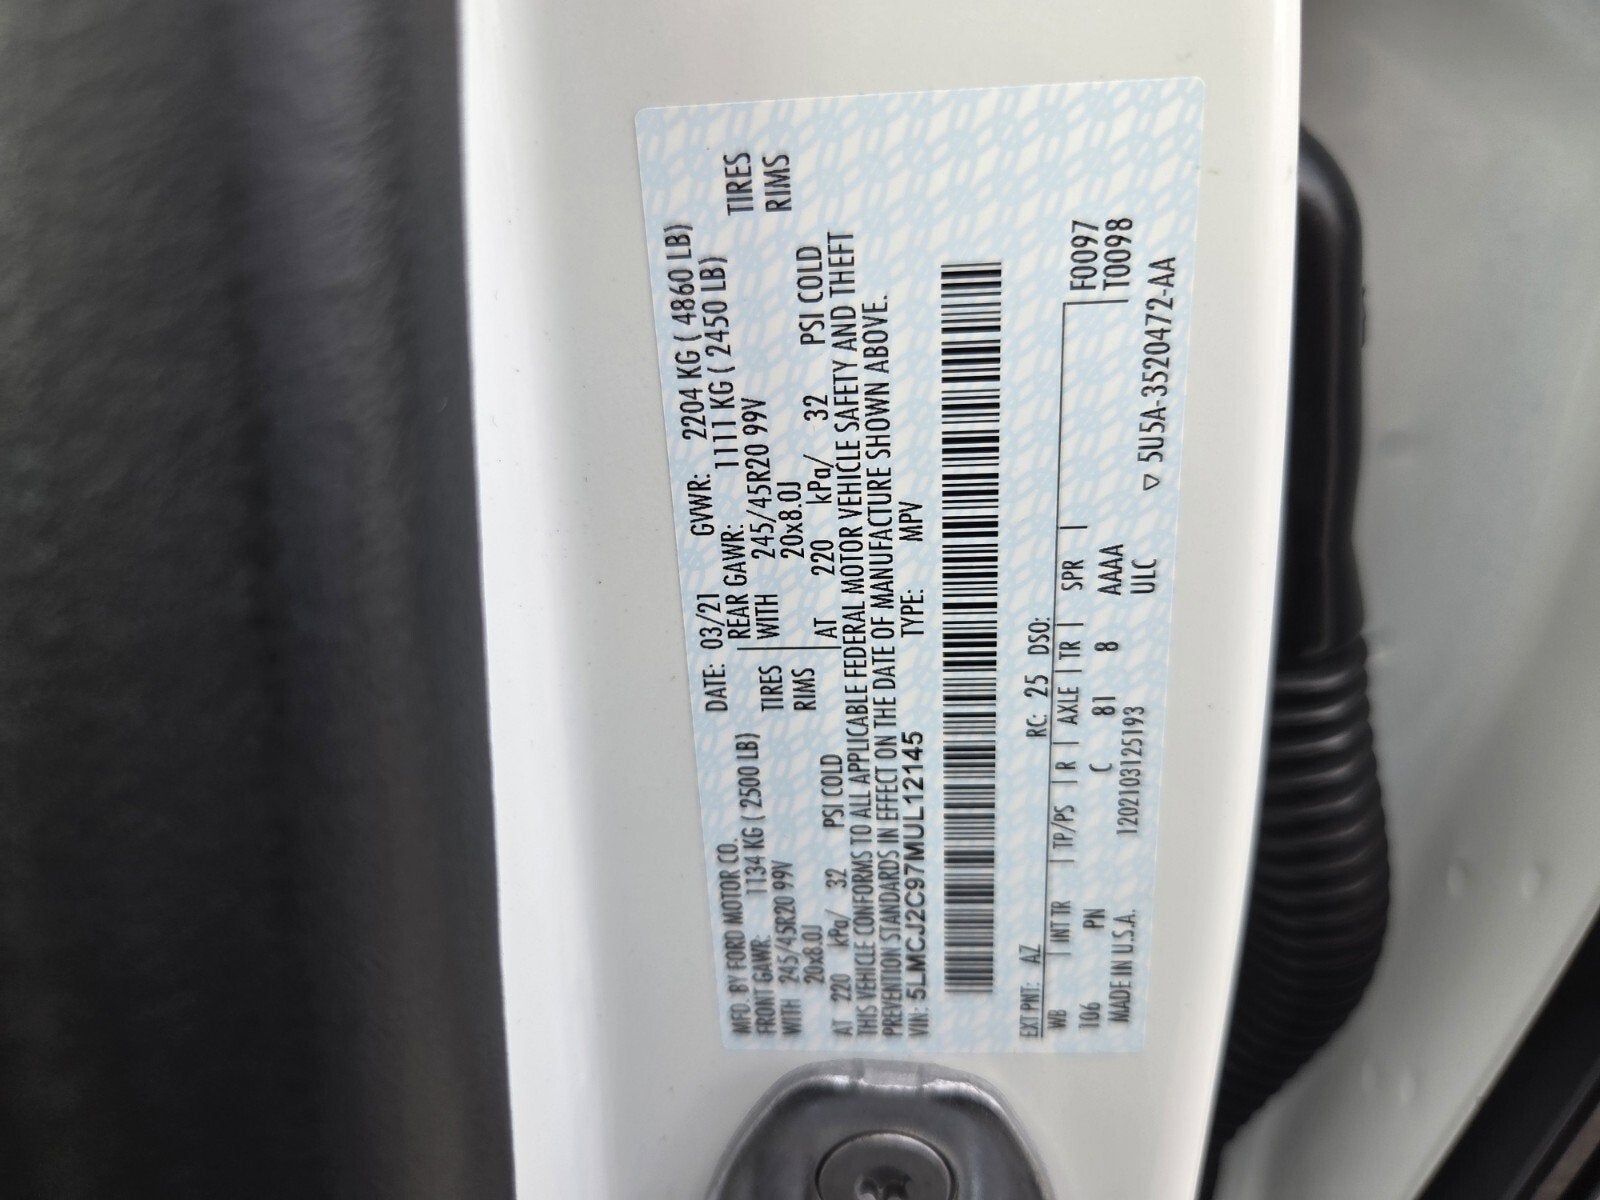 MFD. BY FORD MOTOR CO.
DATE: 03/21 GVWR: 2204 KG ( 4860 LB)
FRONT GAWR: 1134 KG ( 2500 LB)
REAR GAWR: 1111 KG ( 2450 LB)
WITH 245/45R20 99V TIRES
WITH 245/45R20 99V TIRES
20x8.0J RIMS
20x8.0J RIMS
AT 220 kPa/ 32 PSI COLD
AT 220 kPa/ 32 PSI COLD
THIS VEHICLE CONFORMS TO ALL APPLICABLE FEDERAL MOTOR VEHICLE SAFETY AND THEFT
PREVENTION STANDARDS IN EFFECT ON THE DATE OF MANUFACTURE SHOWN ABOVE.
VIN: 5LMCJ2C97MUL12145 TYPE: MPV
EXT PNT: AZ RC: 25 DSO: F0097
WB INT TR TP/PS R AXLE TR SPR T0098
106 PN C 81 8 AAAA
MADE IN U.S.A. 120210312519З ULC
5U5A-3520472-AA